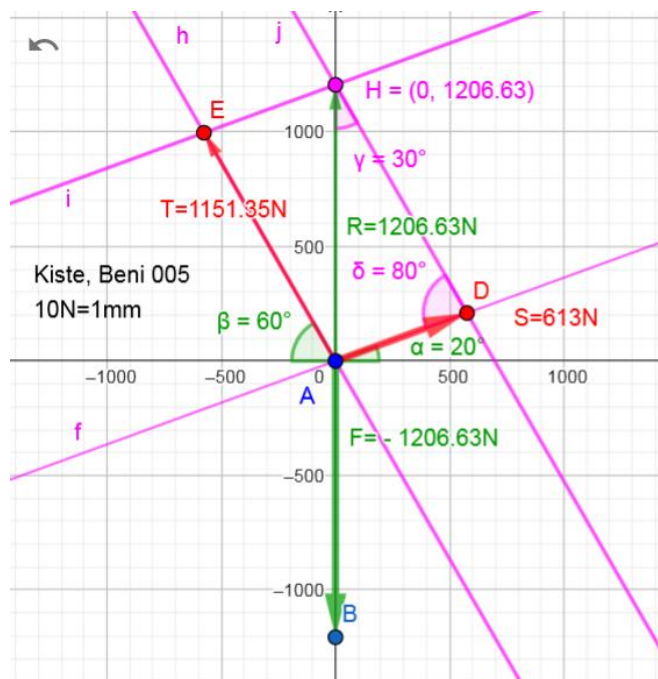 h
j
E
H = (0, 1206.63)
1000
γ = 30°
i
T=1151.35N
R=1206.63N
500
Kiste, Beni 005
10N=1mm
δ = 80°
D
S=613N
β = 60°
α = 20°
−1000
−500
0
500
1000
A
f
F= - 1206.63N
−500
−1000
B